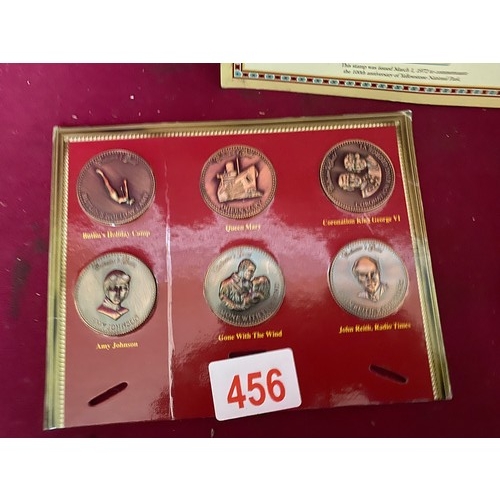 This stamp was issued March 1, 1972 to commemorate
the 100th anniversary of Yellowstone National Park.
Butlin's Holiday Camp
Queen Mary
Coronation King George VI
Amy Johnson
Gone With The Wind
John Reith, Radio Times
456